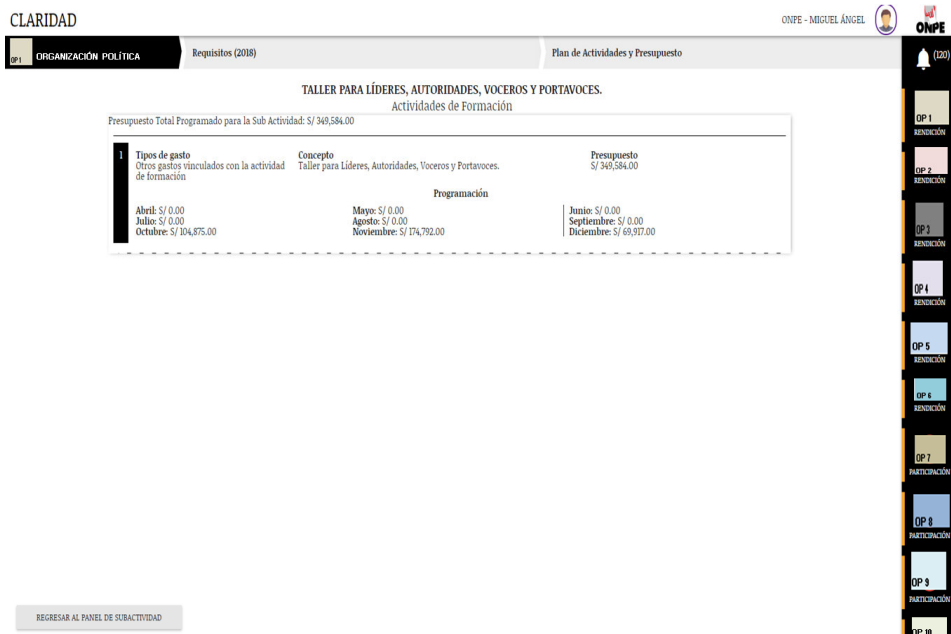 CLARIDAD
ONPE - MIGUEL ÁNGEL
ONPE
OP1 ORGANIZACIÓN POLÍTICA
Requisitos (2018)
Plan de Actividades y Presupuesto
(120)
TALLER PARA LÍDERES, AUTORIDADES, VOCEROS Y PORTAVOCES.
Actividades de Formación
Presupuesto Total Programado para la Sub Actividad: S/ 349,584.00
1
Tipos de gasto
Otros gastos vinculados con la actividad
de formación
Concepto
Taller para Líderes, Autoridades, Voceros y Portavoces.
Presupuesto
S/ 349,584.00
Programación
Abril: S/ 0.00
Mayo: S/ 0.00
Junio: S/ 0.00
Julio: S/ 0.00
Agosto: S/ 0.00
Septiembre: S/ 0.00
Octubre: S/ 104,875.00
Noviembre: S/ 174,792.00
Diciembre: S/ 69,917.00
OP 1
RENDICIÓN
OP 2
RENDICIÓN
OP 3
RENDICIÓN
OP 4
RENDICIÓN
OP 5
RENDICIÓN
OP 6
RENDICIÓN
OP 7
PARTICIPACIÓN
OP 8
PARTICIPACIÓN
OP 9
PARTICIPACIÓN
OP 10
REGRESAR AL PANEL DE SUBACTIVIDAD